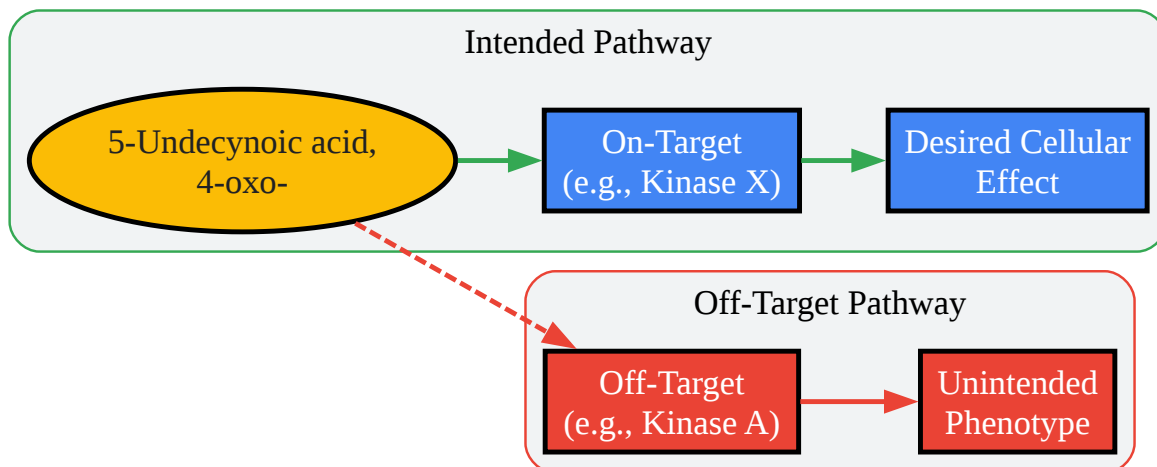 Intended Pathway
5-Undecynoic acid,
4-oxo-
On-Target
(e.g., Kinase X)
Desired Cellular
Effect
Off-Target Pathway
Off-Target
(e.g., Kinase A)
Unintended
Phenotype